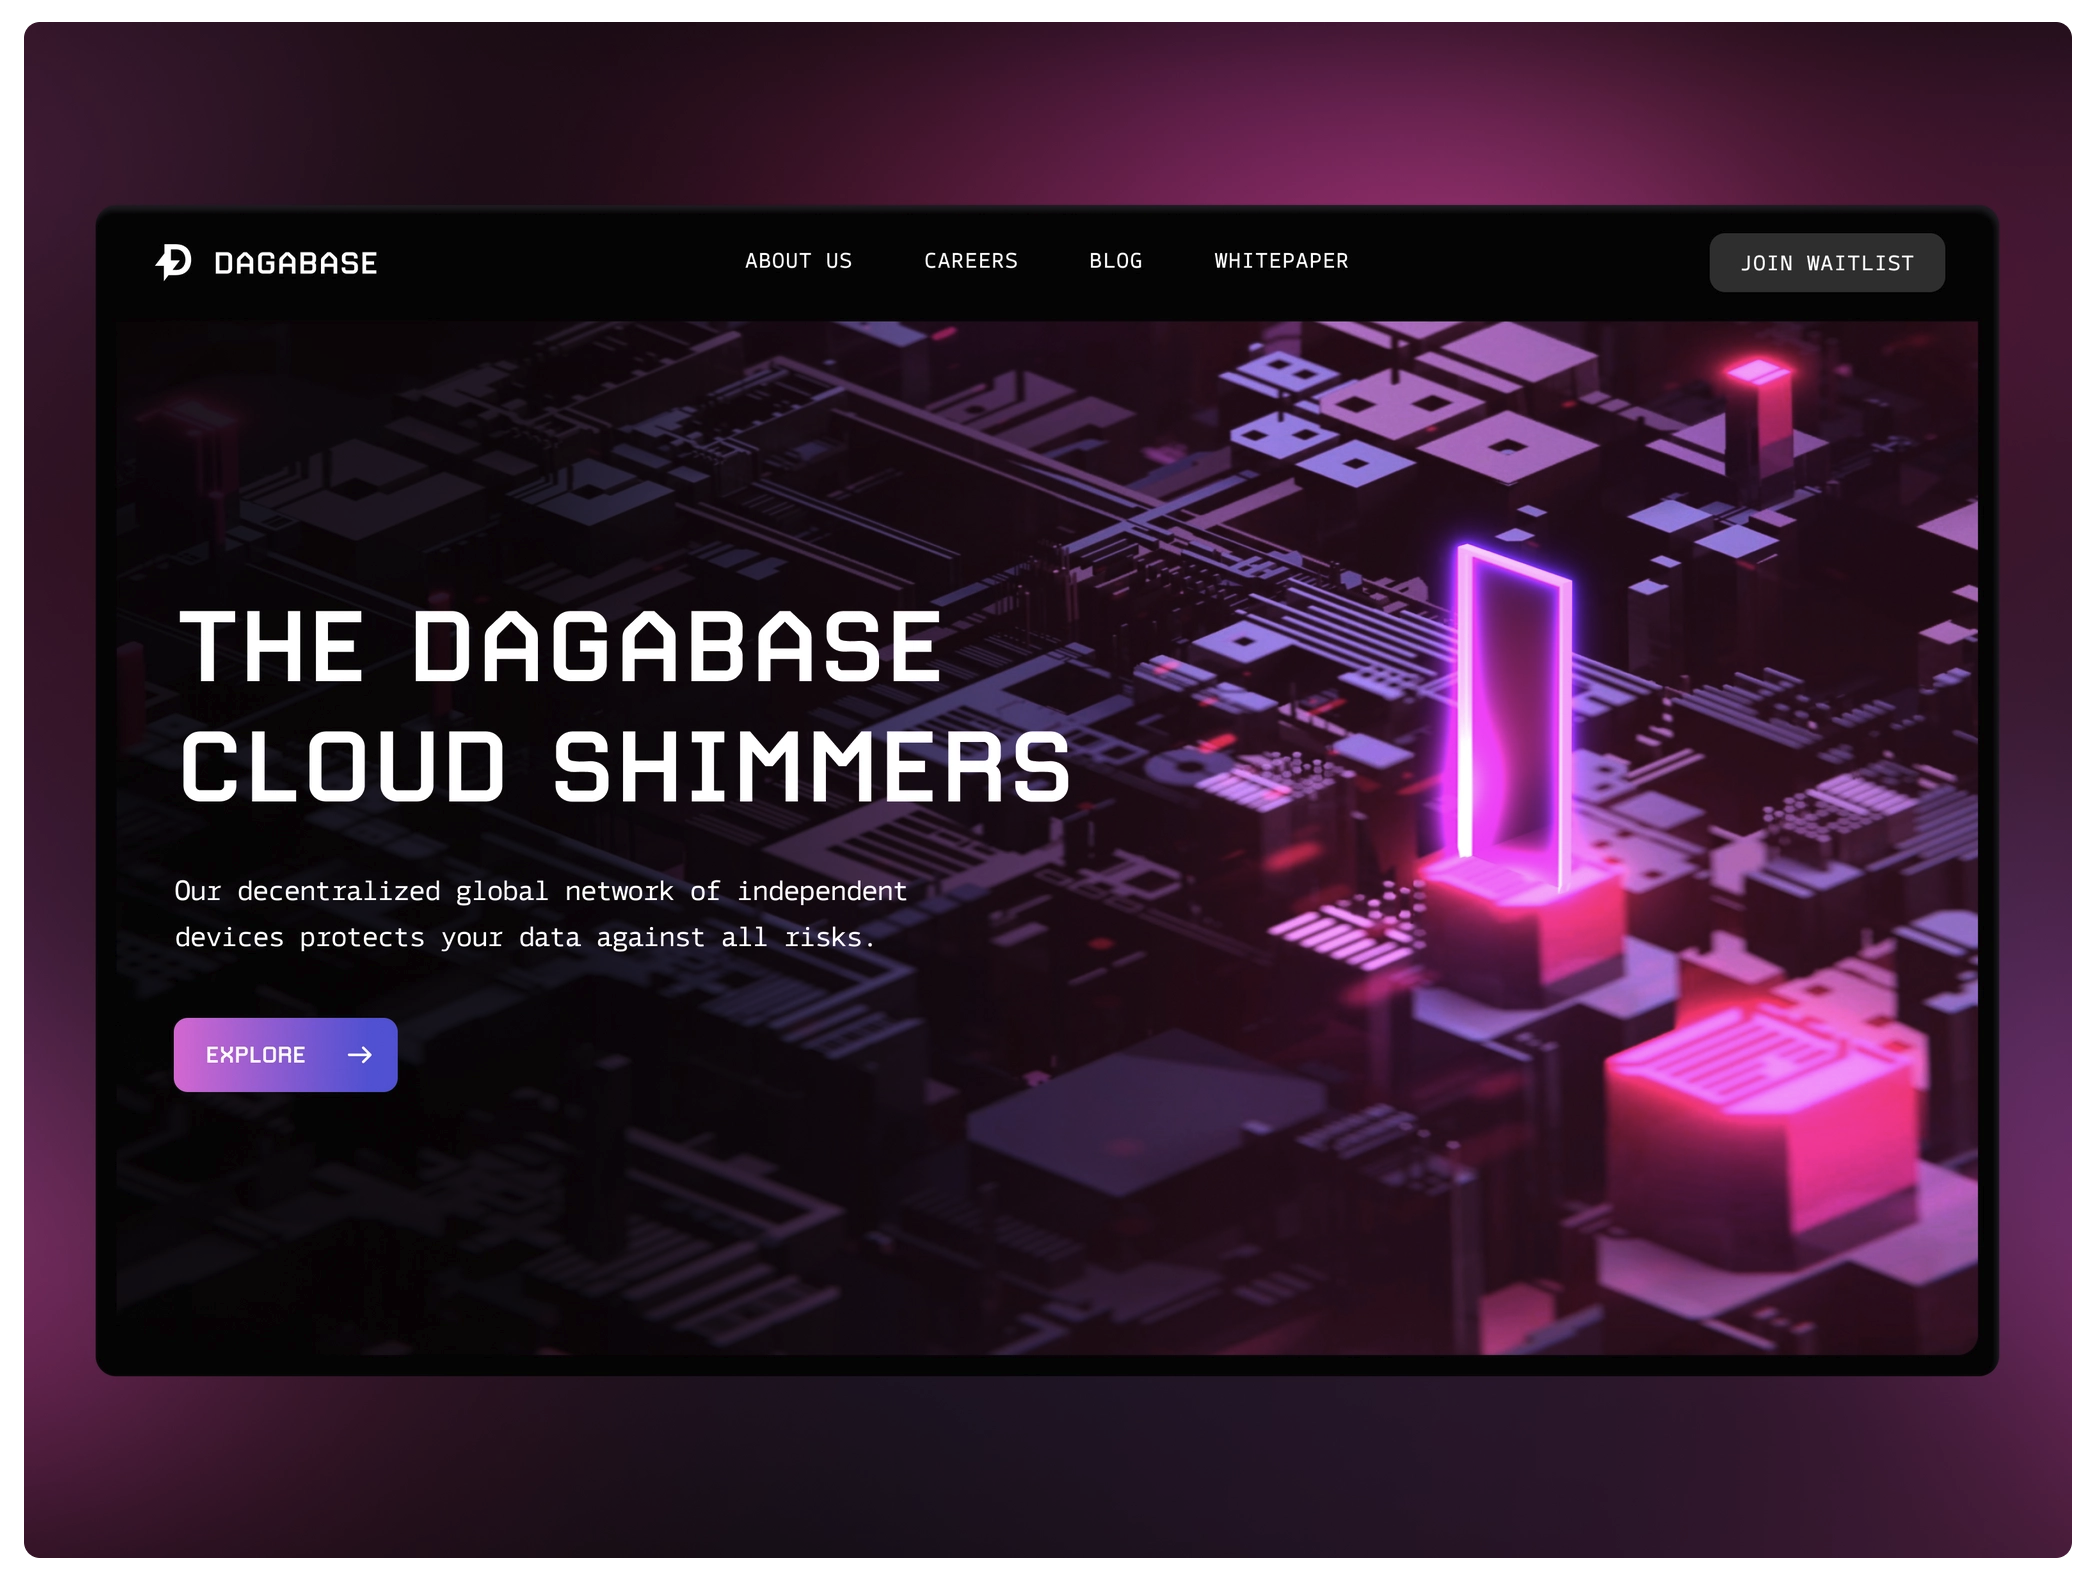 DAGABASE
ABOUT US
CAREERS
BLOG
WHITEPAPER
JOIN WAITLIST
THE DAGABASE
CLOUD SHIMMERS
Our decentralized global network of independent
devices protects your data against all risks.
EXPLORE →